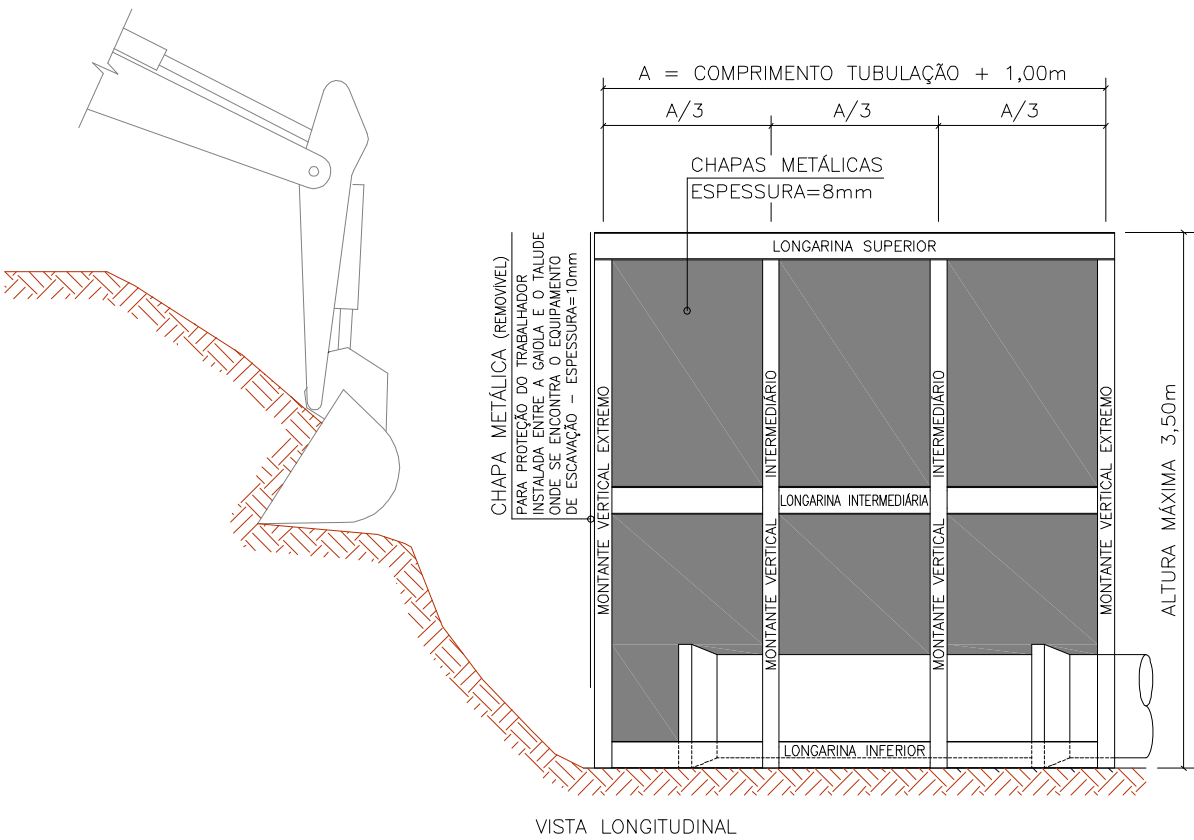 A = COMPRIMENTO TUBULAÇÃO + 1,00m
A/3
A/3
A/3
CHAPAS METÁLICAS
ESPESSURA=8mm
LONGARINA SUPERIOR
CHAPA METÁLICA (REMOVÍVEL)
PARA PROTEÇÃO DO TRABALHADOR
INSTALADA ENTRE A GAIOLA E O TALUDE
ONDE SE ENCONTRA O EQUIPAMENTO
DE ESCAVAÇÃO - ESPESSURA=10mm
MONTANTE VERTICAL EXTREMO
MONTANTE VERTICAL INTERMEDIÁRIO
MONTANTE VERTICAL INTERMEDIÁRIO
MONTANTE VERTICAL EXTREMO
LONGARINA INTERMEDIÁRIA
ALTURA MÁXIMA 3,50m
LONGARINA INFERIOR
VISTA LONGITUDINAL